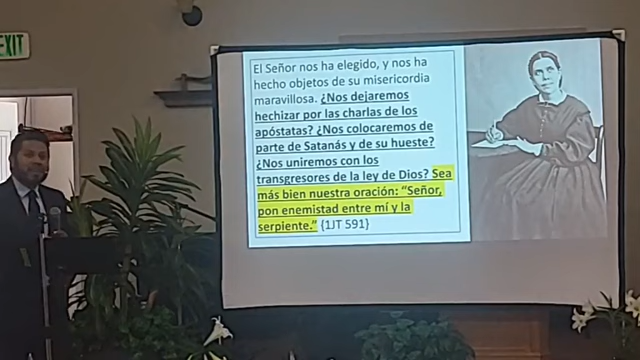 EXIT
El Señor nos ha elegido, y nos ha
hecho objetos de su misericordia
maravillosa. ¿Nos dejaremos
hechizar por las charlas de los
apóstatas? ¿Nos colocaremos de
parte de Satanás y de su hueste?
¿Nos uniremos con los
transgresores de la ley de Dios? Sea
más bien nuestra oración: “Señor,
pon enemistad entre mí y la
serpiente.” {1JT 591}